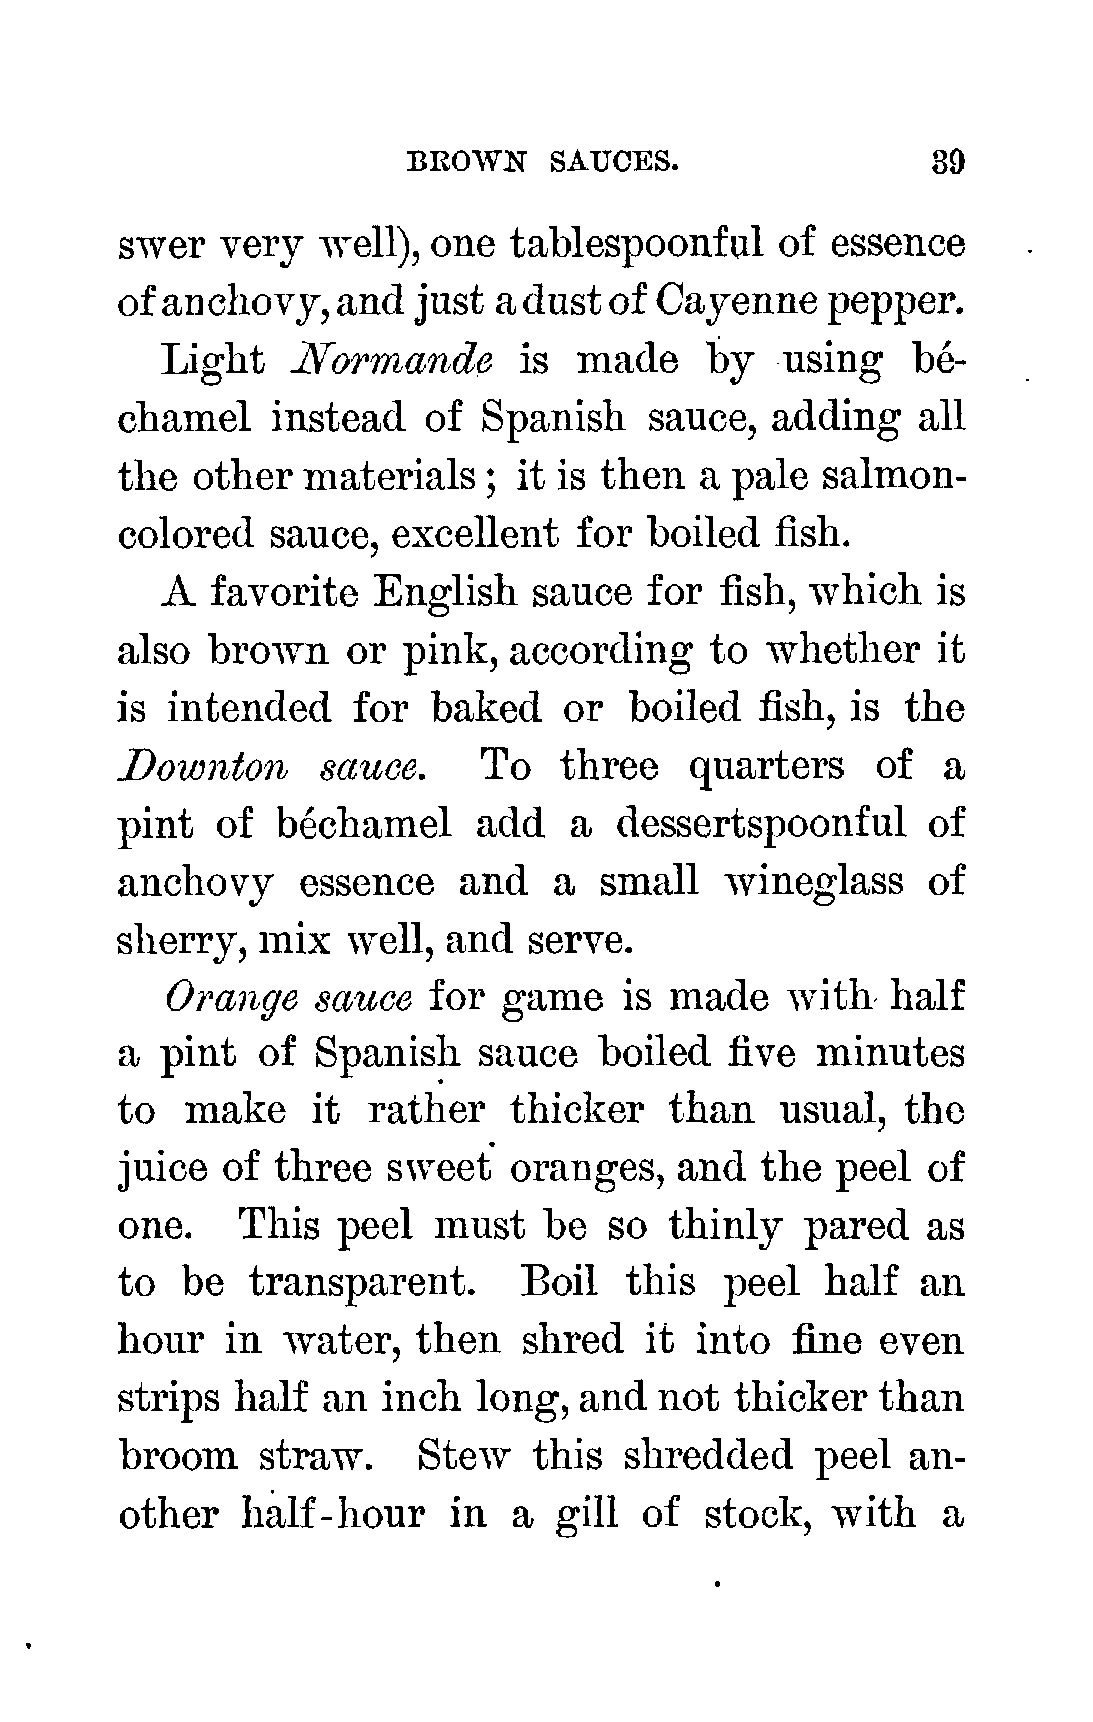 BROWN SAUCES. 39
swer very well), one tablespoonful of essence
of anchovy, and just a dust of Cayenne pepper.
Light Normande is made by using bé-
chamel instead of Spanish sauce, adding all
the other materials; it is then a pale salmon-
colored sauce, excellent for boiled fish.
A favorite English sauce for fish, which is
also brown or pink, according to whether it
is intended for baked or boiled fish, is the
Downton sauce. To three quarters of a
pint of béchamel add a dessertspoonful of
anchovy essence and a small wineglass of
sherry, mix well, and serve.
Orange sauce for game is made with half
a pint of Spanish sauce boiled five minutes
to make it rather thicker than usual, the
juice of three sweet oranges, and the peel of
one. This peel must be so thinly pared as
to be transparent. Boil this peel half an
hour in water, then shred it into fine even
strips half an inch long, and not thicker than
broom straw. Stew this shredded peel an-
other half-hour in a gill of stock, with a